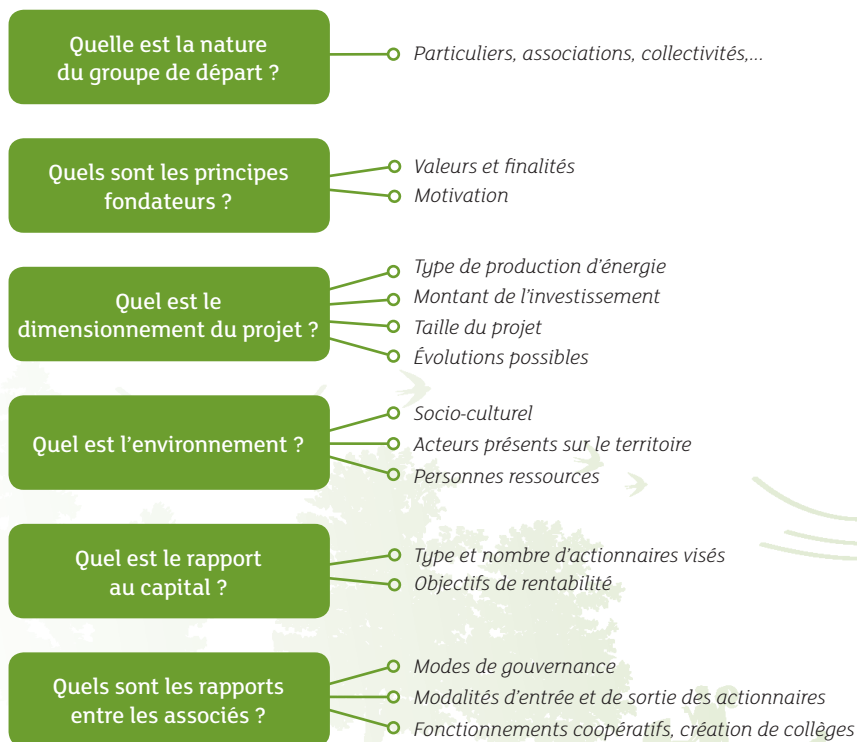 Quelle est la nature
du groupe de départ ?
Particuliers, associations, collectivités,...
Quels sont les principes
fondateurs ?
Valeurs et finalités
Motivation
Quel est le
dimensionnement du projet ?
Type de production d'énergie
Montant de l'investissement
Taille du projet
Évolutions possibles
Quel est l'environnement ?
Socio-culturel
Acteurs présents sur le territoire
Personnes ressources
Quel est le rapport
au capital ?
Type et nombre d'actionnaires visés
Objectifs de rentabilité
Quels sont les rapports
entre les associés ?
Modes de gouvernance
Modalités d'entrée et de sortie des actionnaires
Fonctionnements coopératifs, création de collèges